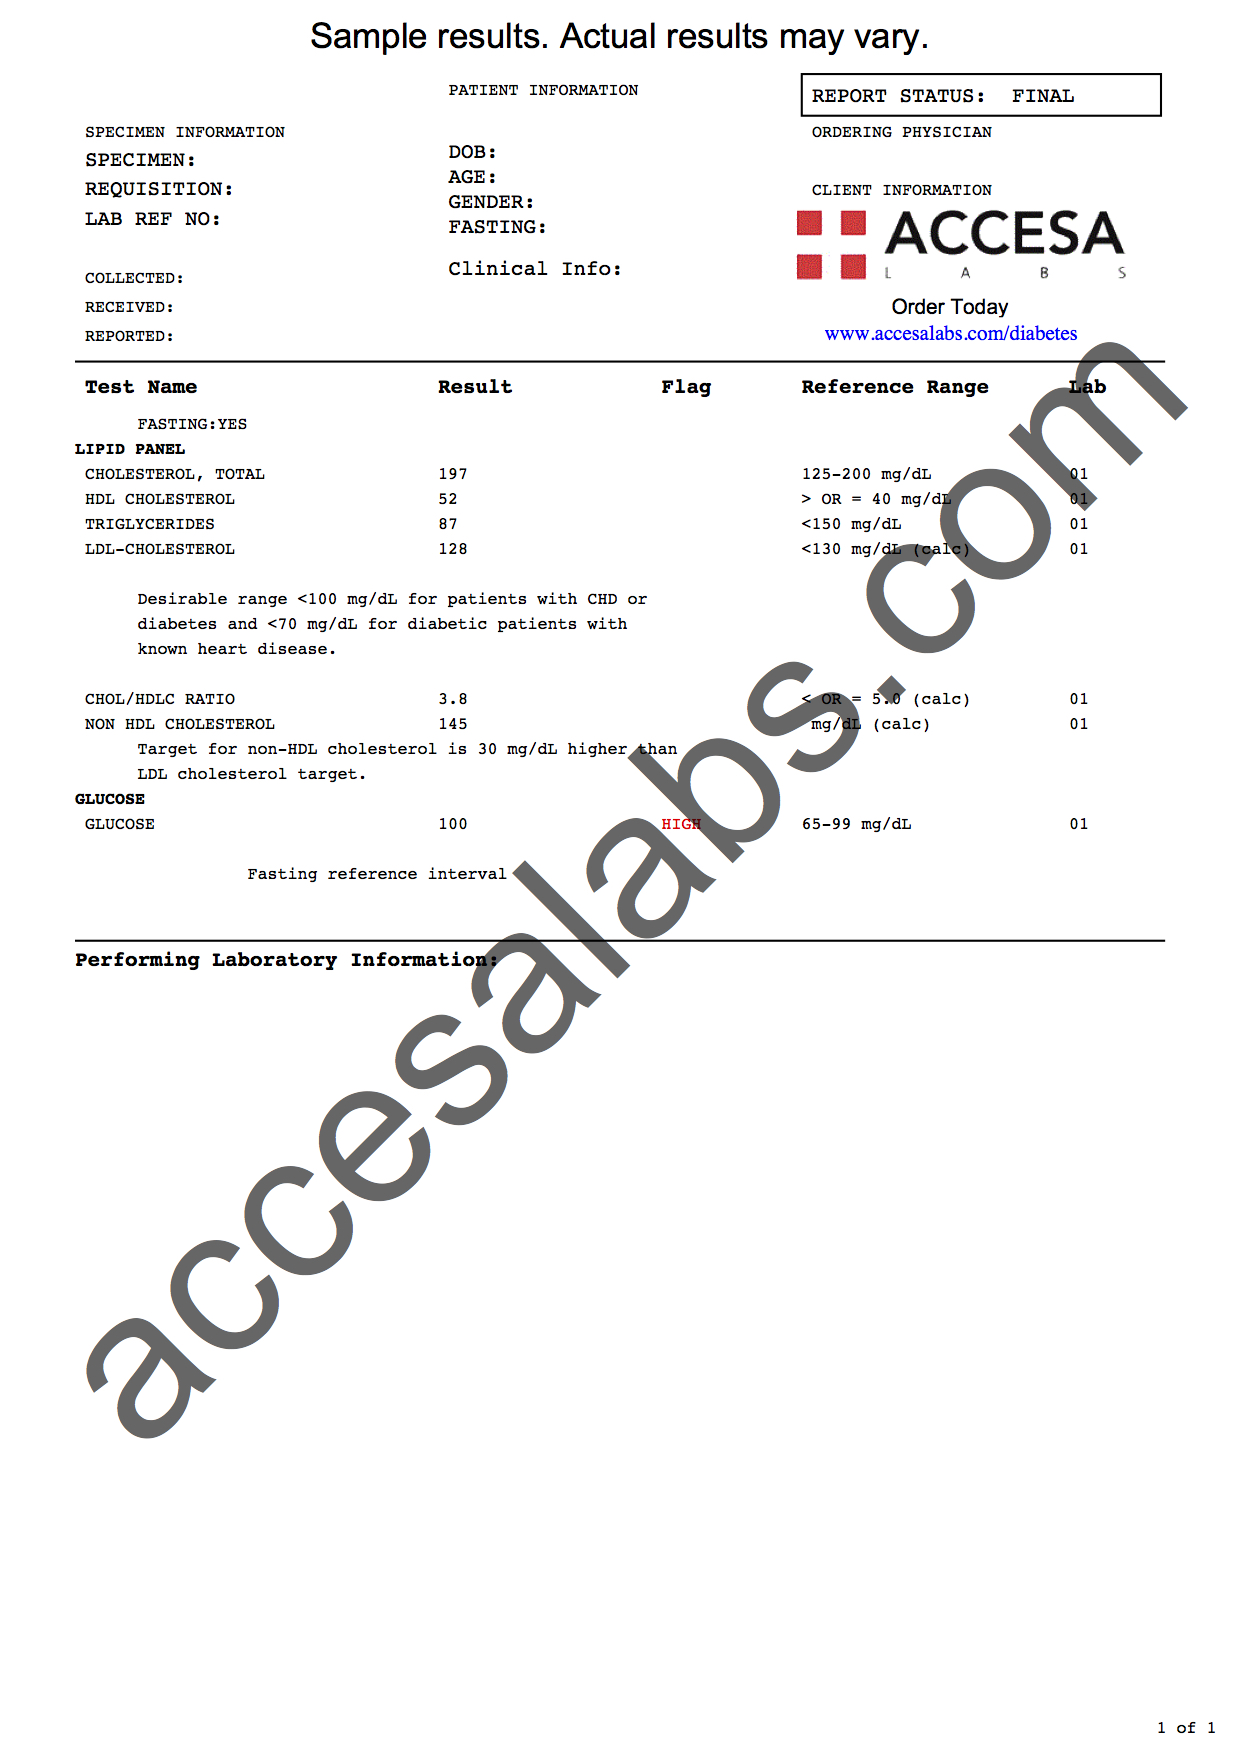 Sample results. Actual results may vary.
PATIENT INFORMATION
REPORT STATUS: FINAL
SPECIMEN INFORMATION
ORDERING PHYSICIAN
SPECIMEN:
DOB:
REQUISITION:
AGE:
CLIENT INFORMATION
GENDER:
LAB REF NO:
FASTING:
ACCESA
LABS
Clinical Info:
COLLECTED:
RECEIVED:
Order Today
REPORTED:
www.accesalabs.com/diabetes
Test Name Result Flag Reference Range Lab
FASTING:YES
LIPID PANEL
CHOLESTEROL, TOTAL 197 125-200 mg/dL 01
HDL CHOLESTEROL 52 > OR = 40 mg/dL 01
TRIGLYCERIDES 87 <150 mg/dL 01
LDL-CHOLESTEROL 128 <130 mg/dL (calc) 01
Desirable range <100 mg/dL for patients with CHD or
diabetes and <70 mg/dL for diabetic patients with
known heart disease.
CHOL/HDLC RATIO 3.8 < OR = 5.0 (calc) 01
NON HDL CHOLESTEROL 145 mg/dL (calc) 01
Target for non-HDL cholesterol is 30 mg/dL higher than
LDL cholesterol target.
GLUCOSE
GLUCOSE 100 HIGH 65-99 mg/dL 01
Fasting reference interval
Performing Laboratory Information:
accesalabs.com
1 of 1